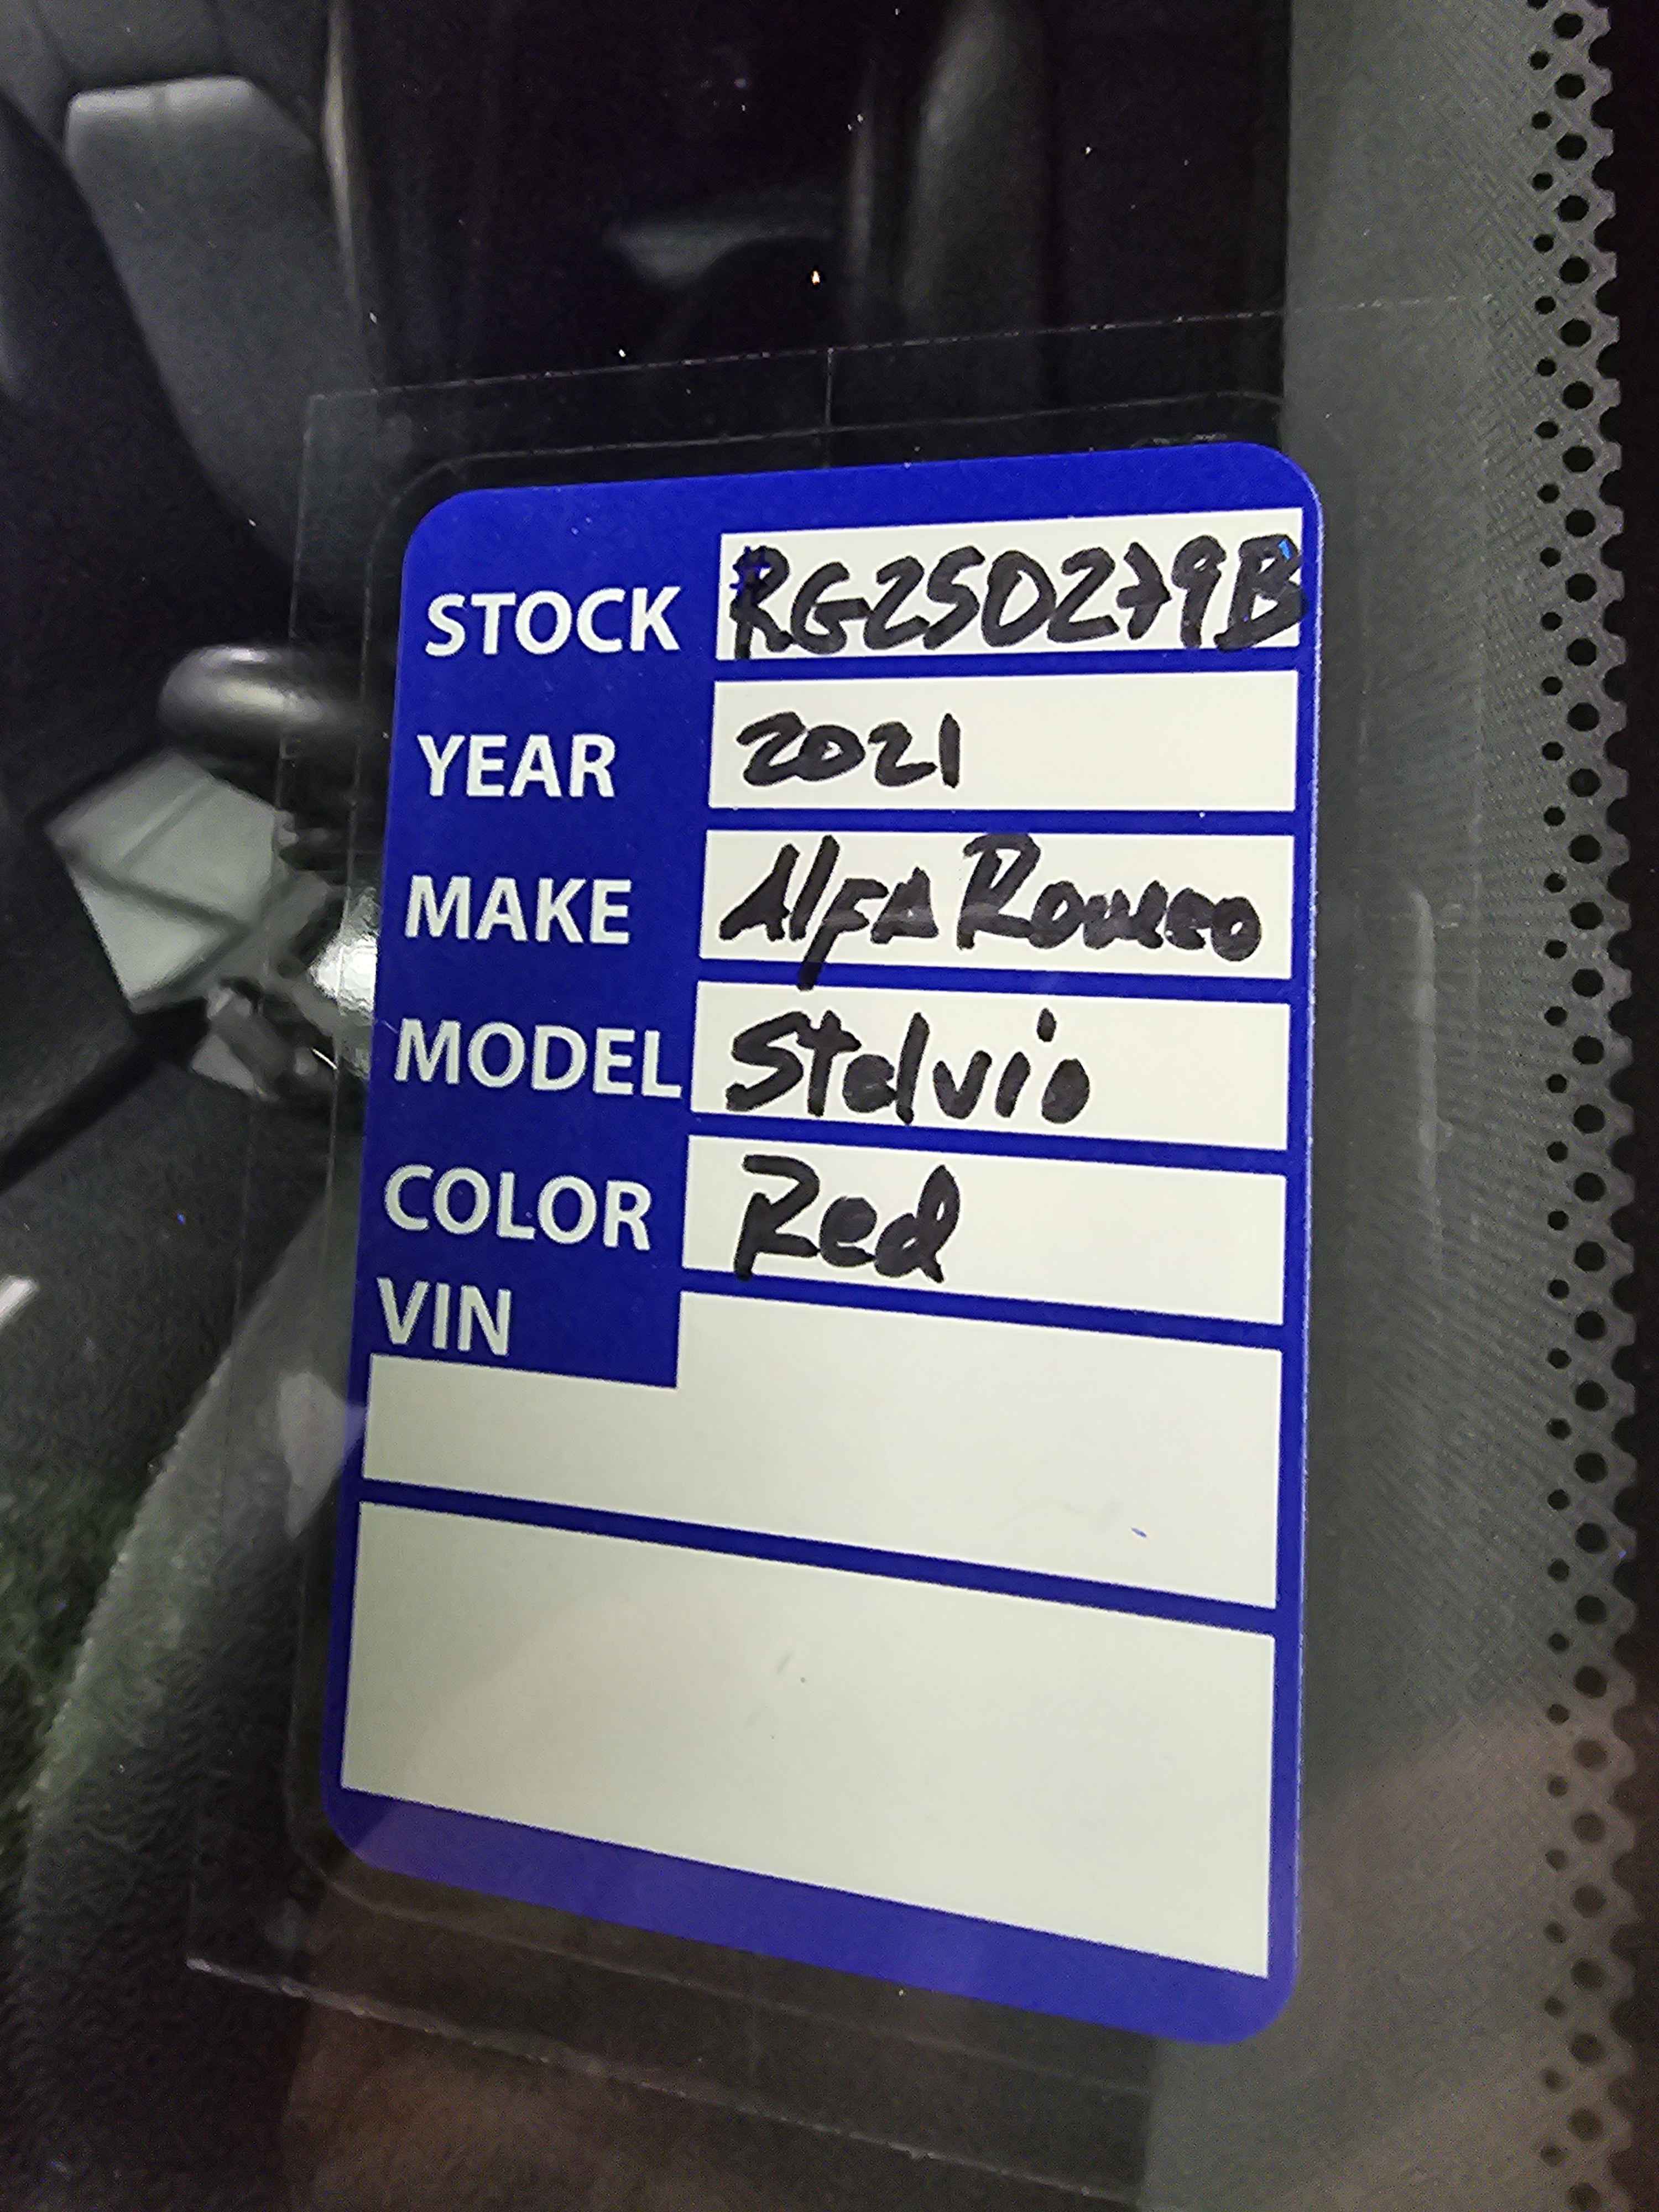 STOCK RG250279B
YEAR 2021
MAKE Alfa Romeo
MODEL Stelvio
COLOR Red
VIN